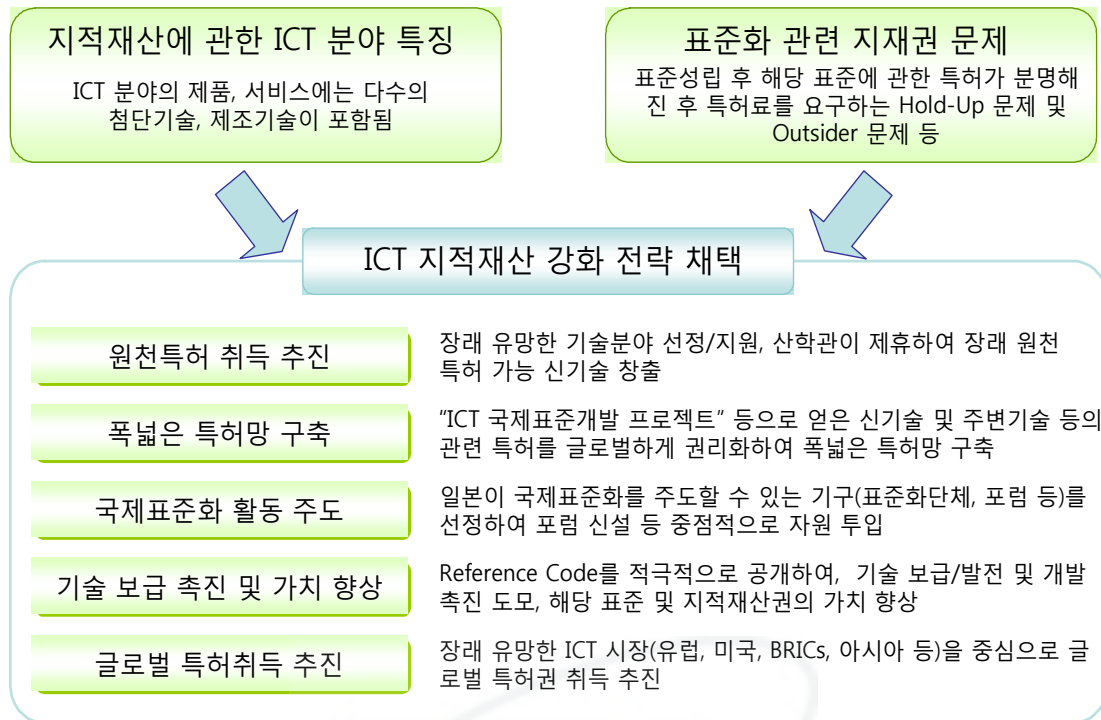 지적재산에 관한 ICT 분야 특징
ICT 분야의 제품, 서비스에는 다수의
첨단기술, 제조기술이 포함됨
표준화 관련 지재권 문제
표준성립 후 해당 표준에 관한 특허가 분명해
진 후 특허료를 요구하는 Hold-Up 문제 및
Outsider 문제 등
ICT 지적재산 강화 전략 채택
원천특허 취득 추진
장래 유망한 기술분야 선정/지원, 산학관이 제휴하여 장래 원천
특허 가능 신기술 창출
폭넓은 특허망 구축
"ICT 국제표준개발 프로젝트" 등으로 얻은 신기술 및 주변기술 등의
관련 특허를 글로벌하게 권리화하여 폭넓은 특허망 구축
국제표준화 활동 주도
일본이 국제표준화를 주도할 수 있는 기구(표준화단체, 포럼 등)를
선정하여 포럼 신설 등 중점적으로 자원 투입
기술 보급 촉진 및 가치 향상
Reference Code를 적극적으로 공개하여, 기술 보급/발전 및 개발
촉진 도모, 해당 표준 및 지적재산권의 가치 향상
글로벌 특허취득 추진
장래 유망한 ICT 시장(유럽, 미국, BRICs, 아시아 등)을 중심으로 글
로벌 특허권 취득 추진